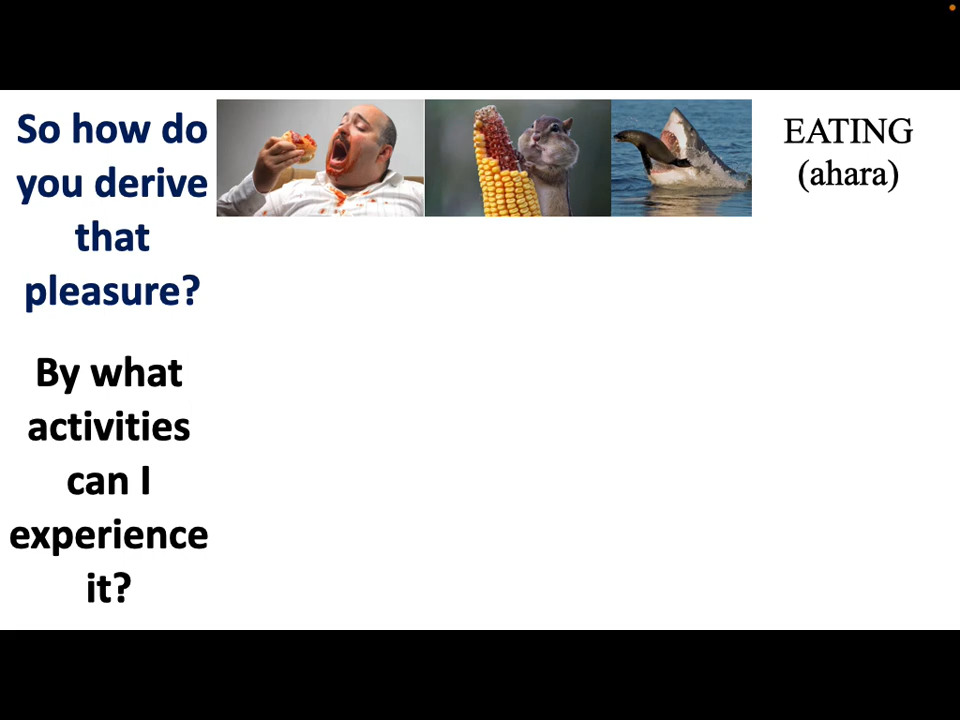 So how do
you derive
that
pleasure?
By what
activities
can I
experience
it?
EATING
(ahara)